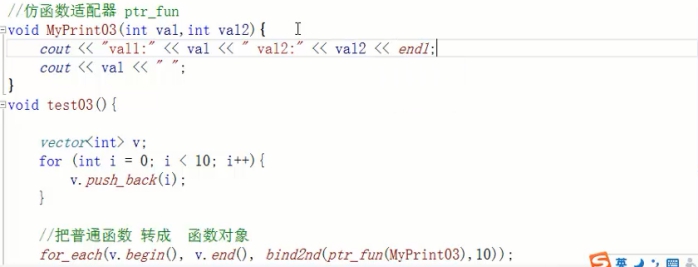 //仿函数适配器 ptr_fun
void MyPrint03(int val,int val2){
cout << "val1:" << val << " val2:" << val2 << endl;
cout << val << " ";
}
void test03(){
vector<int> v;
for (int i = 0; i < 10; i++){
v.push_back(i);
}
//把普通函数 转成 函数对象
for_each(v.begin(), v.end(), bind2nd(ptr_fun(MyPrint03),10));
S 英